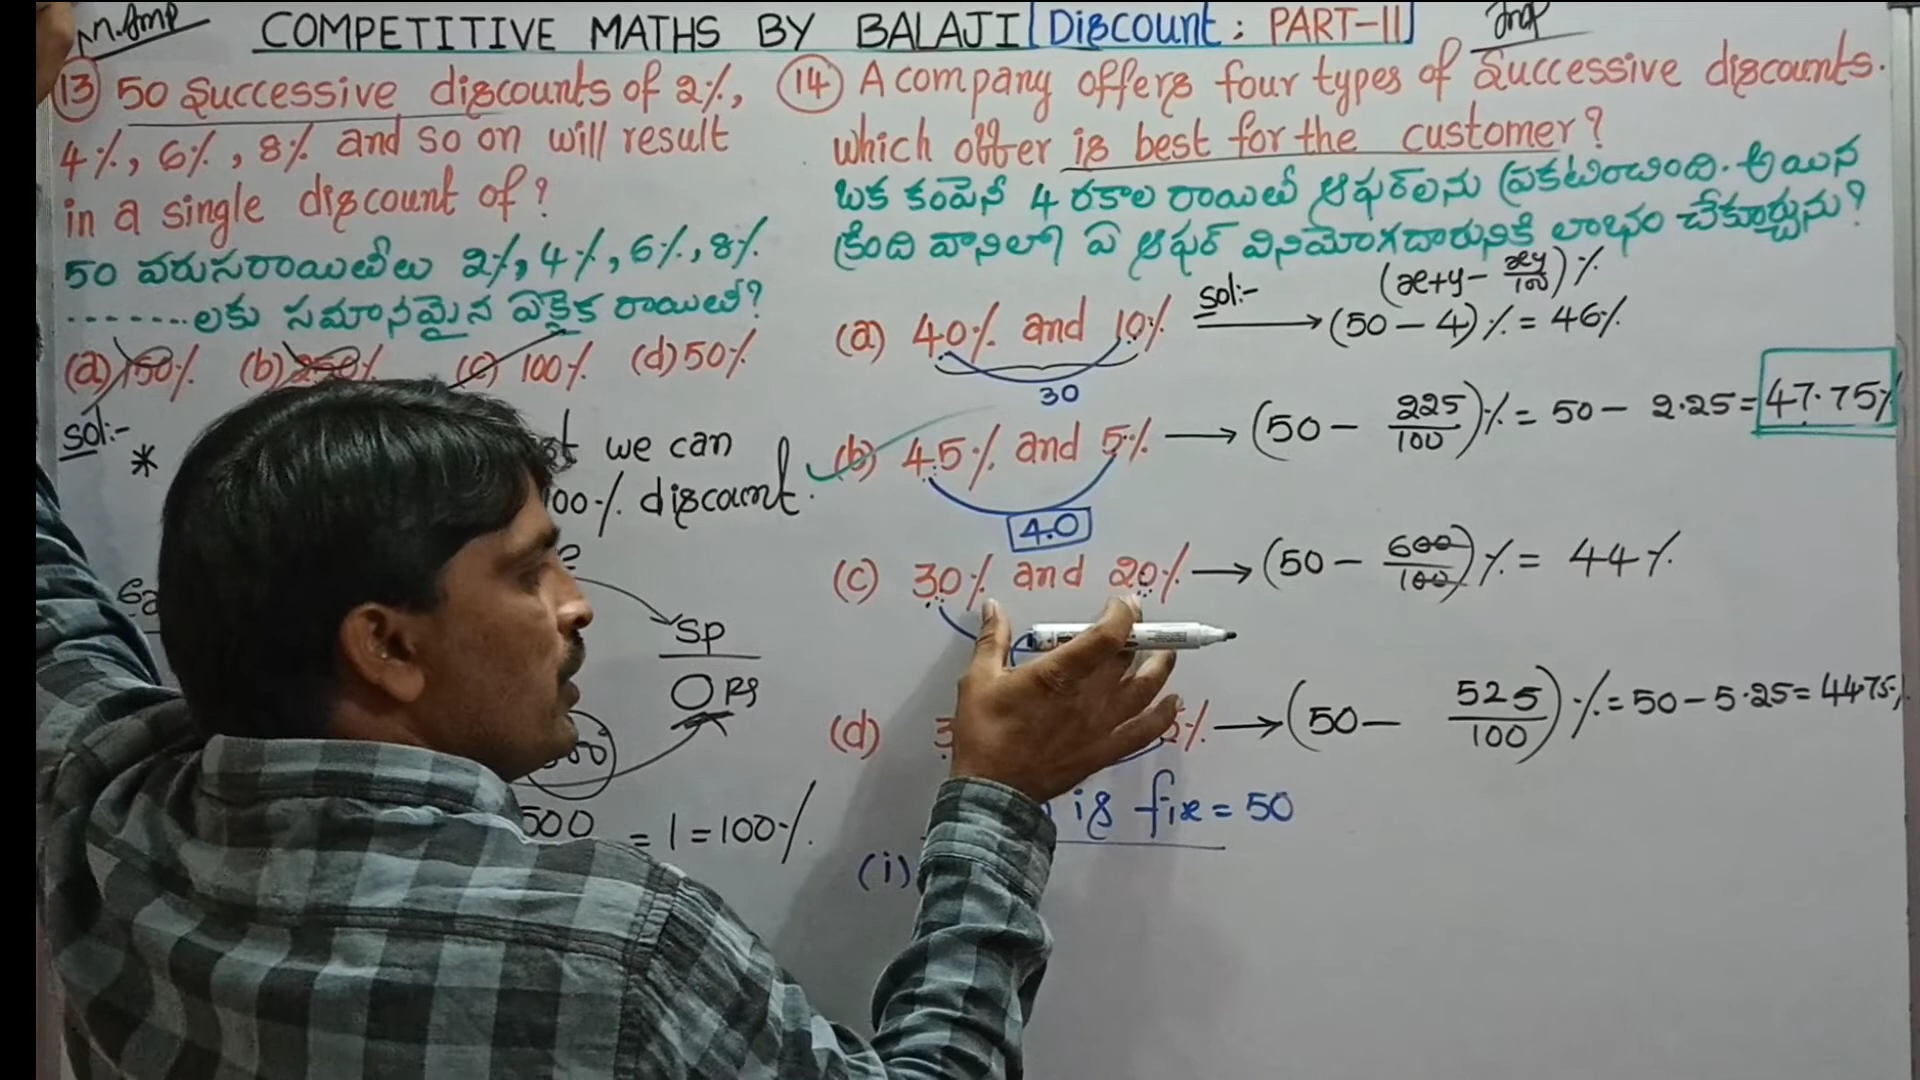 M.Imp
COMPETITIVE MATHS BY BALAJI [Discount : PART-II]
Imp
(13) 50 Successive discounts of 2%,
4%, 6%, 8% and so on will result
in a single discount of?
50 వరుసరాయితీలు 2%, 4%, 6%, 8%
.......లకు సమానమైన ఏకైక రాయితీ?
(a) 150% (b) 250% (c) 100% (d) 50%
Sol:-
* we can
100% discount.
SP
0 Rs
500 = 1 = 100%
(14) A company offers four types of Successive discounts.
which offer is best for the customer?
ఒక కంపెనీ 4 రకాల రాయితీ ఆఫర్‌లను ప్రకటించింది. అయిన
క్రింది వానిలో ఏ ఆఫర్ వినియోగదారునికి లాభం చేకూర్చును?
(a) 40% and 10% Sol:- → (x+y - xy/100)%
(50 - 4)% = 46%
30
(b) 45% and 5% → (50 - 225/100)% = 50 - 2.25 = 47.75%
40
(c) 30% and 20% → (50 - 600/100)% = 44%
(d) 3 5% → (50 - 525/100)% = 50 - 5.25 = 44.75%
is fix = 50
(i)